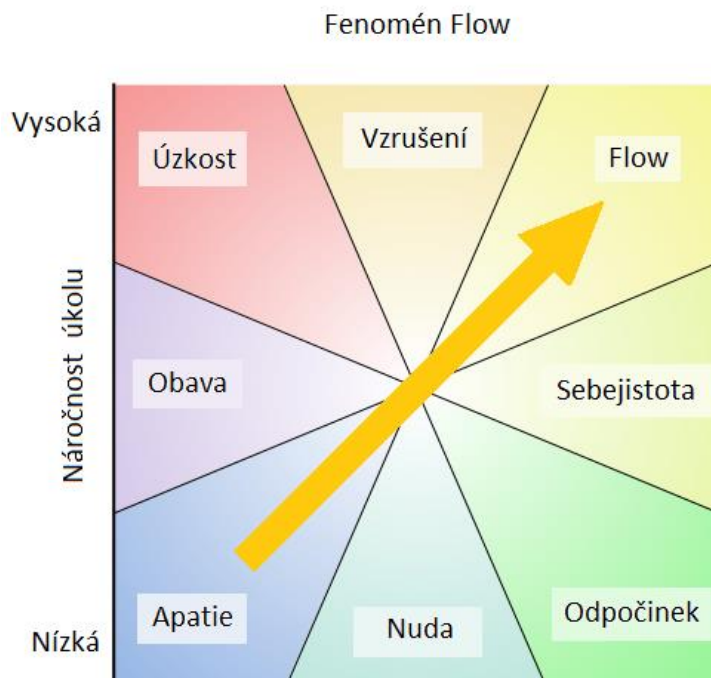 Fenomén Flow
Vysoká
Úzkost
Vzrušení
Flow
Náročnost úkolu
Obava
Sebejistota
Nízká
Apatie
Nuda
Odpočinek